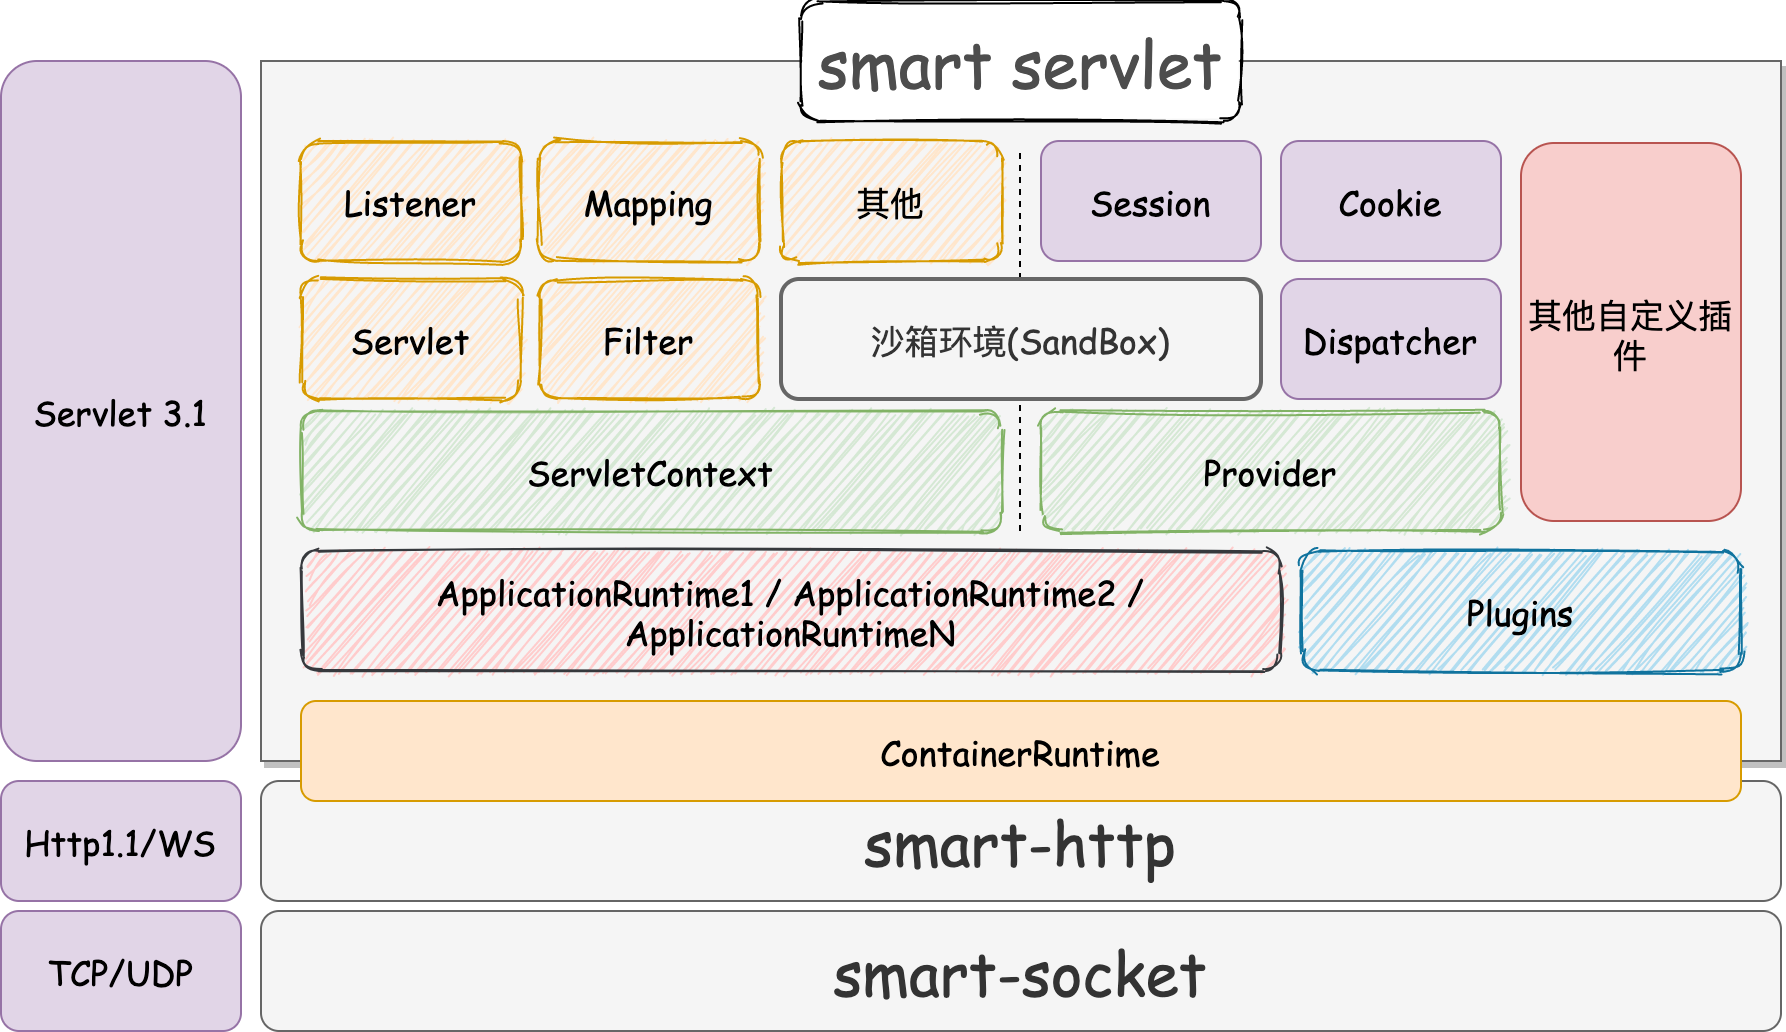 smart servlet
Servlet 3.1
Listener
Mapping
其他
Session
Cookie
其他自定义插
件
Servlet
Filter
沙箱环境(SandBox)
Dispatcher
ServletContext
Provider
ApplicationRuntime1 / ApplicationRuntime2 /
ApplicationRuntimeN
Plugins
ContainerRuntime
Http1.1/WS
smart-http
TCP/UDP
smart-socket